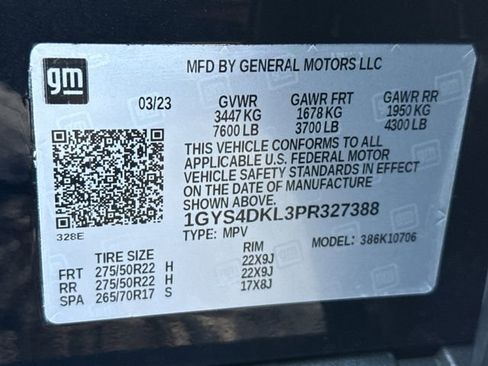 gm
MFD BY GENERAL MOTORS LLC
03/23 GVWR GAWR FRT GAWR RR
3447 KG 1678 KG 1950 KG
7600 LB 3700 LB 4300 LB
THIS VEHICLE CONFORMS TO ALL
APPLICABLE U.S. FEDERAL MOTOR
VEHICLE SAFETY STANDARDS IN EFFECT
ON THE DATE OF MANUFACTURE
SHOWN ABOVE.
1GYS4DKL3PR327388
328E
TYPE: MPV MODEL: 386K10706
TIRE SIZE RIM
FRT 275/50R22 H 22X9J
RR 275/50R22 H 22X9J
SPA 265/70R17 S 17X8J